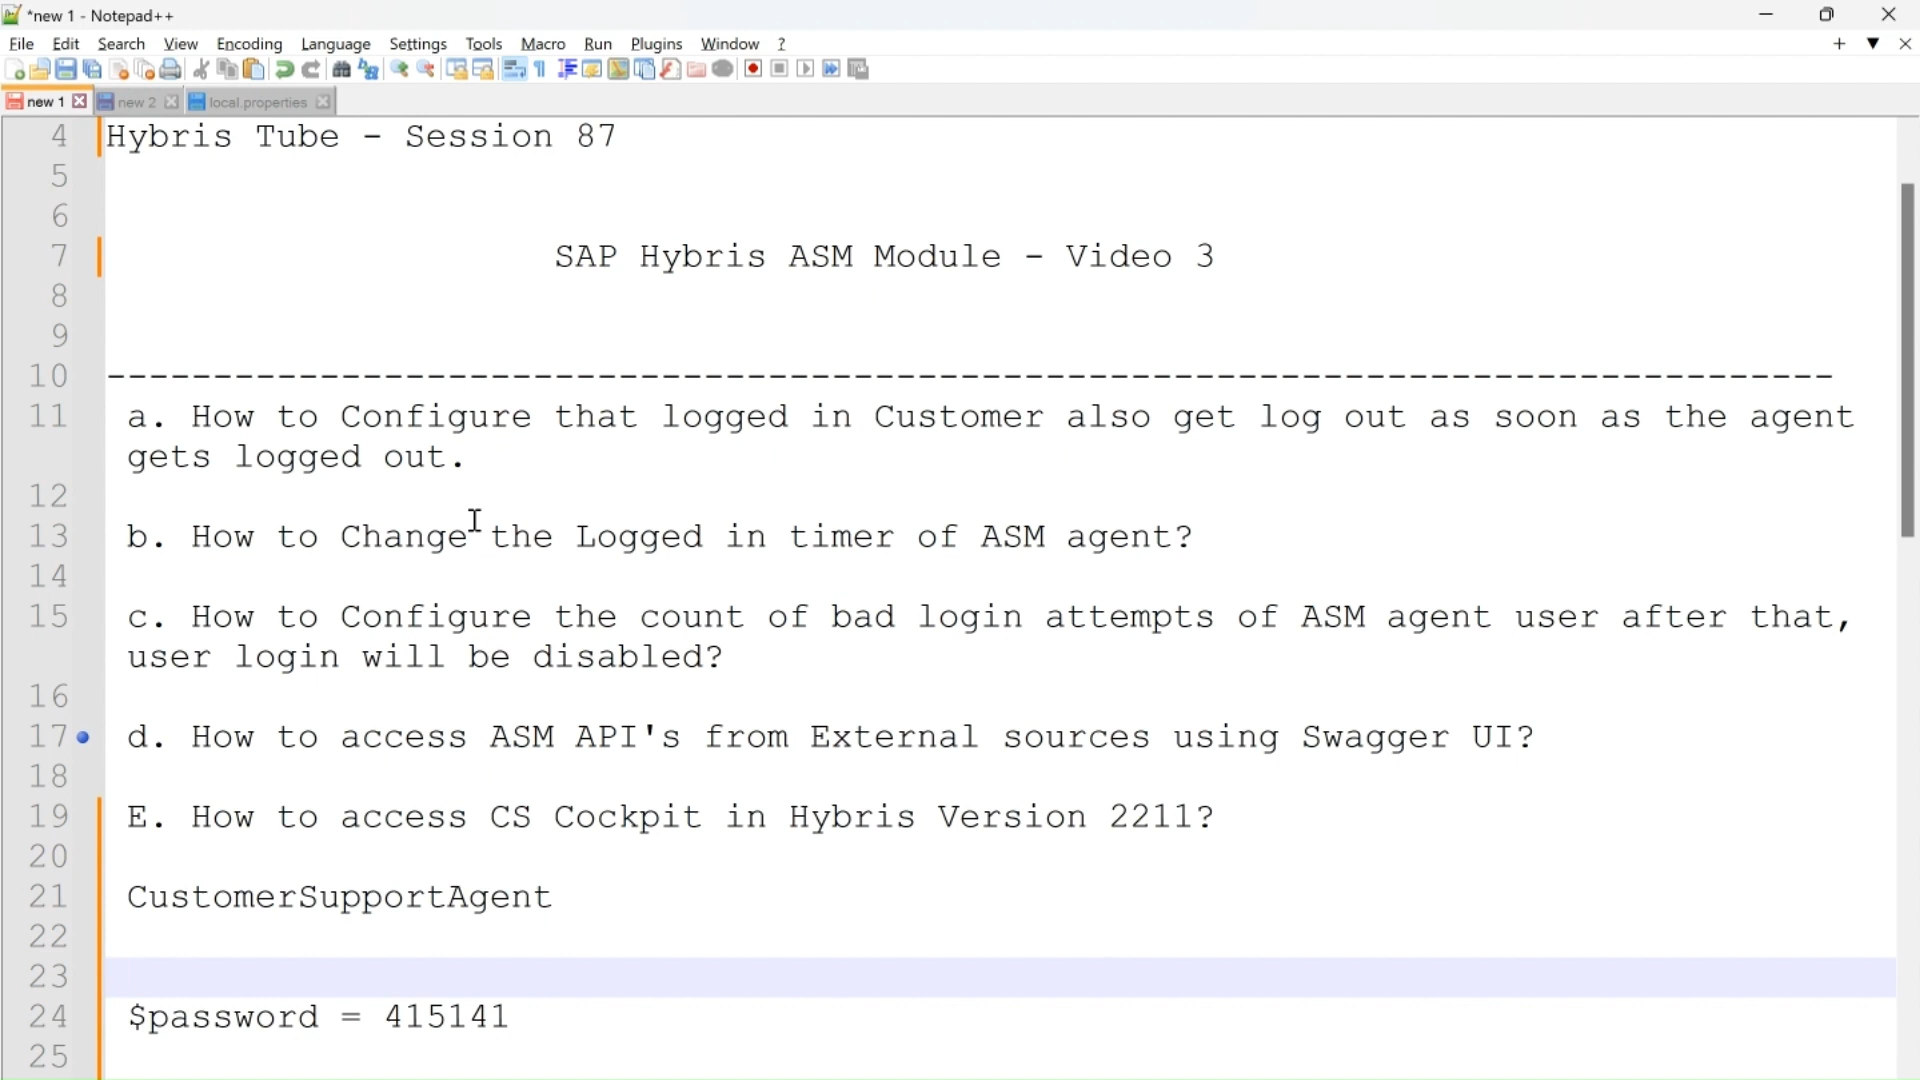 *new 1 - Notepad++
File Edit Search View Encoding Language Settings Tools Macro Run Plugins Window ?
new 1 new 2 local.properties
4 Hybris Tube - Session 87
5
6
7 SAP Hybris ASM Module - Video 3
8
9
10 ---------------------------------------------------------------------------------
11 a. How to Configure that logged in Customer also get log out as soon as the agent
gets logged out.
12
13 b. How to Change the Logged in timer of ASM agent?
14
15 c. How to Configure the count of bad login attempts of ASM agent user after that,
user login will be disabled?
16
17 d. How to access ASM API's from External sources using Swagger UI?
18
19 E. How to access CS Cockpit in Hybris Version 2211?
20
21 CustomerSupportAgent
22
23
24 $password = 415141
25